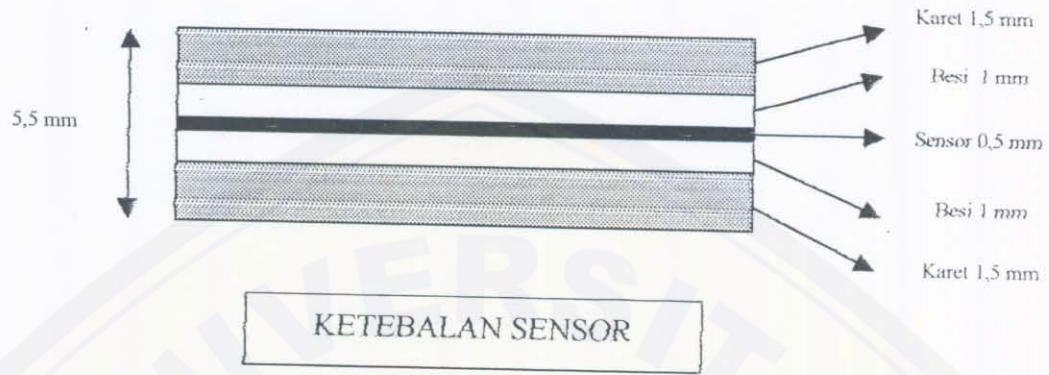 Karet 1,5 mm
Besi 1 mm
5,5 mm
Sensor 0,5 mm
Besi 1 mm
Karet 1,5 mm
KETEBALAN SENSOR
UNIVERSIT